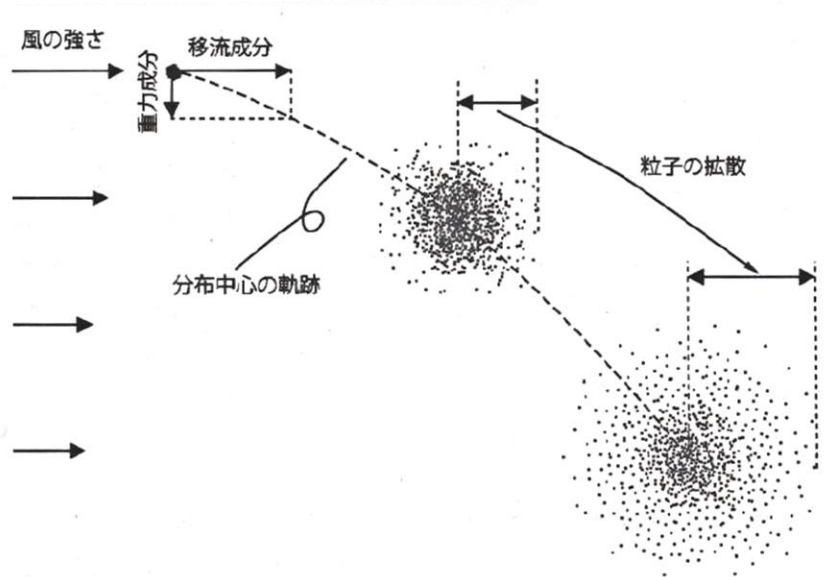 風の強さ
移流成分
重力成分
粒子の拡散
分布中心の軌跡